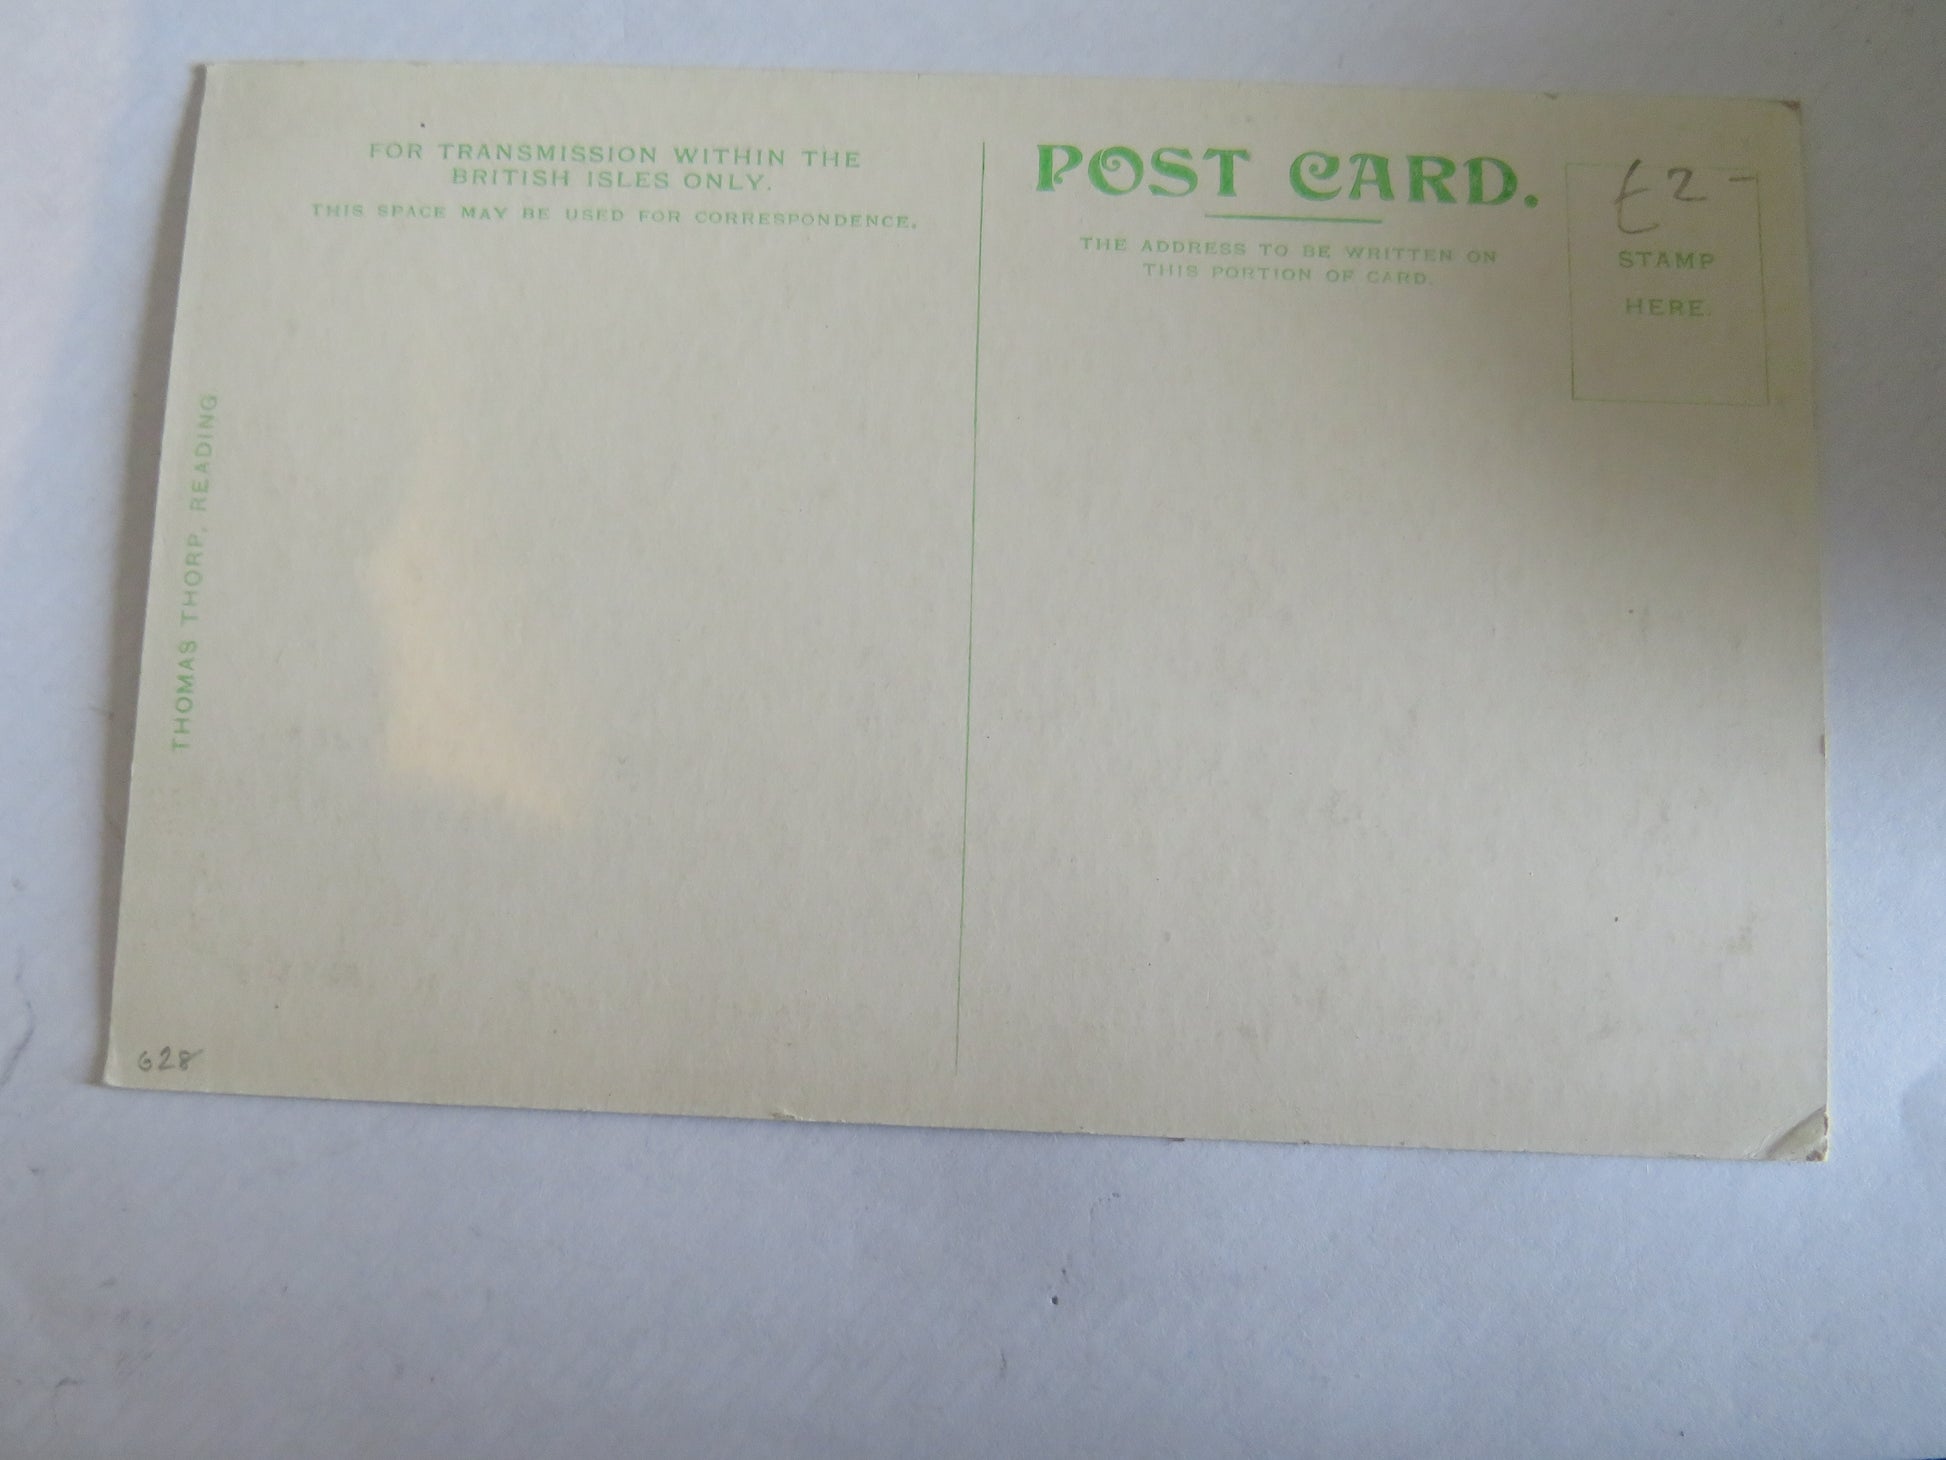 FOR TRANSMISSION WITHIN THE
BRITISH ISLES ONLY.
THIS SPACE MAY BE USED FOR CORRESPONDENCE.
POST CARD.
THE ADDRESS TO BE WRITTEN ON
THIS PORTION OF CARD.
£2-
STAMP
HERE.
THOMAS THORP, READING
628